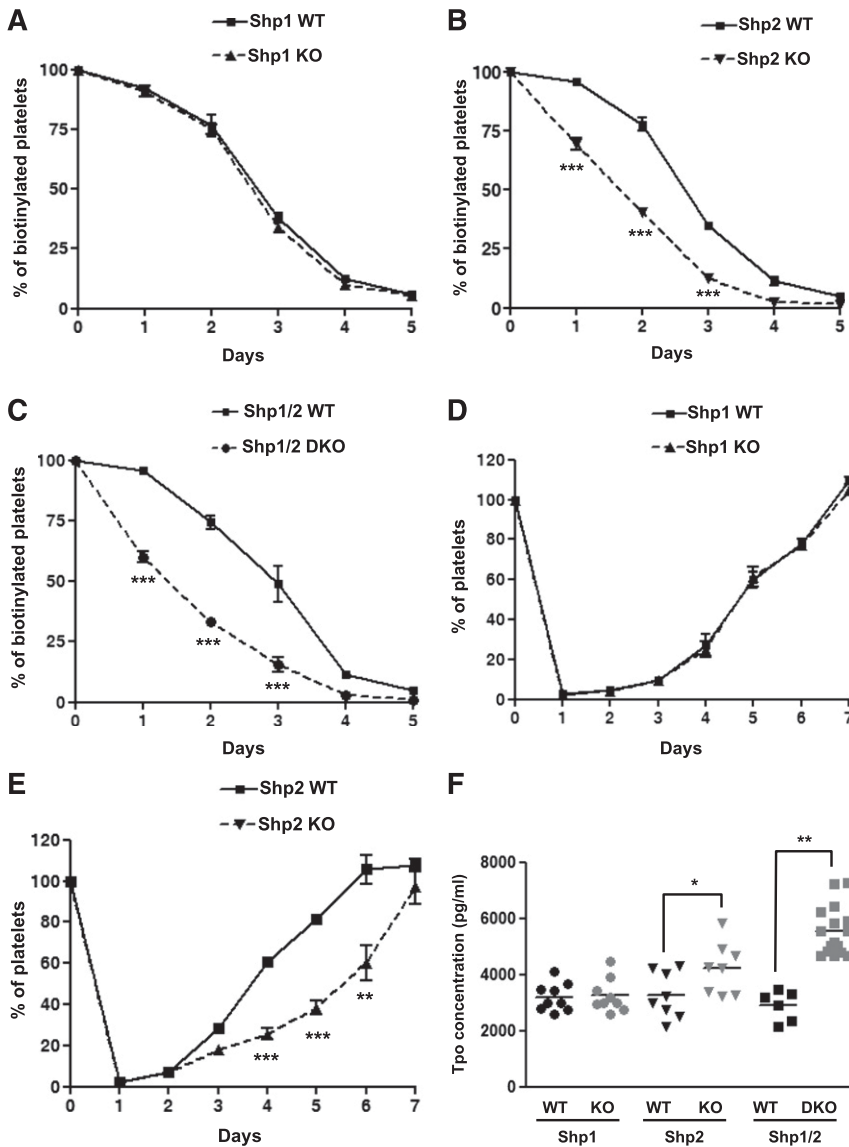 A
Shp1 WT
Shp1 KO
% of biotinylated platelets
100
75
50
25
0
0 1 2 3 4 5
Days
B
Shp2 WT
Shp2 KO
% of biotinylated platelets
100
75
50
25
0
***
***
***
0 1 2 3 4 5
Days
C
Shp1/2 WT
Shp1/2 DKO
% of biotinylated platelets
100
75
50
25
0
***
***
***
0 1 2 3 4 5
Days
D
Shp1 WT
Shp1 KO
% of platelets
120
100
80
60
40
20
0
0 1 2 3 4 5 6 7
Days
E
Shp2 WT
Shp2 KO
% of platelets
120
100
80
60
40
20
0
***
***
**
0 1 2 3 4 5 6 7
Days
F
Tpo concentration (pg/ml)
8000
6000
4000
2000
0
*
**
WT KO WT KO WT DKO
Shp1 Shp2 Shp1/2